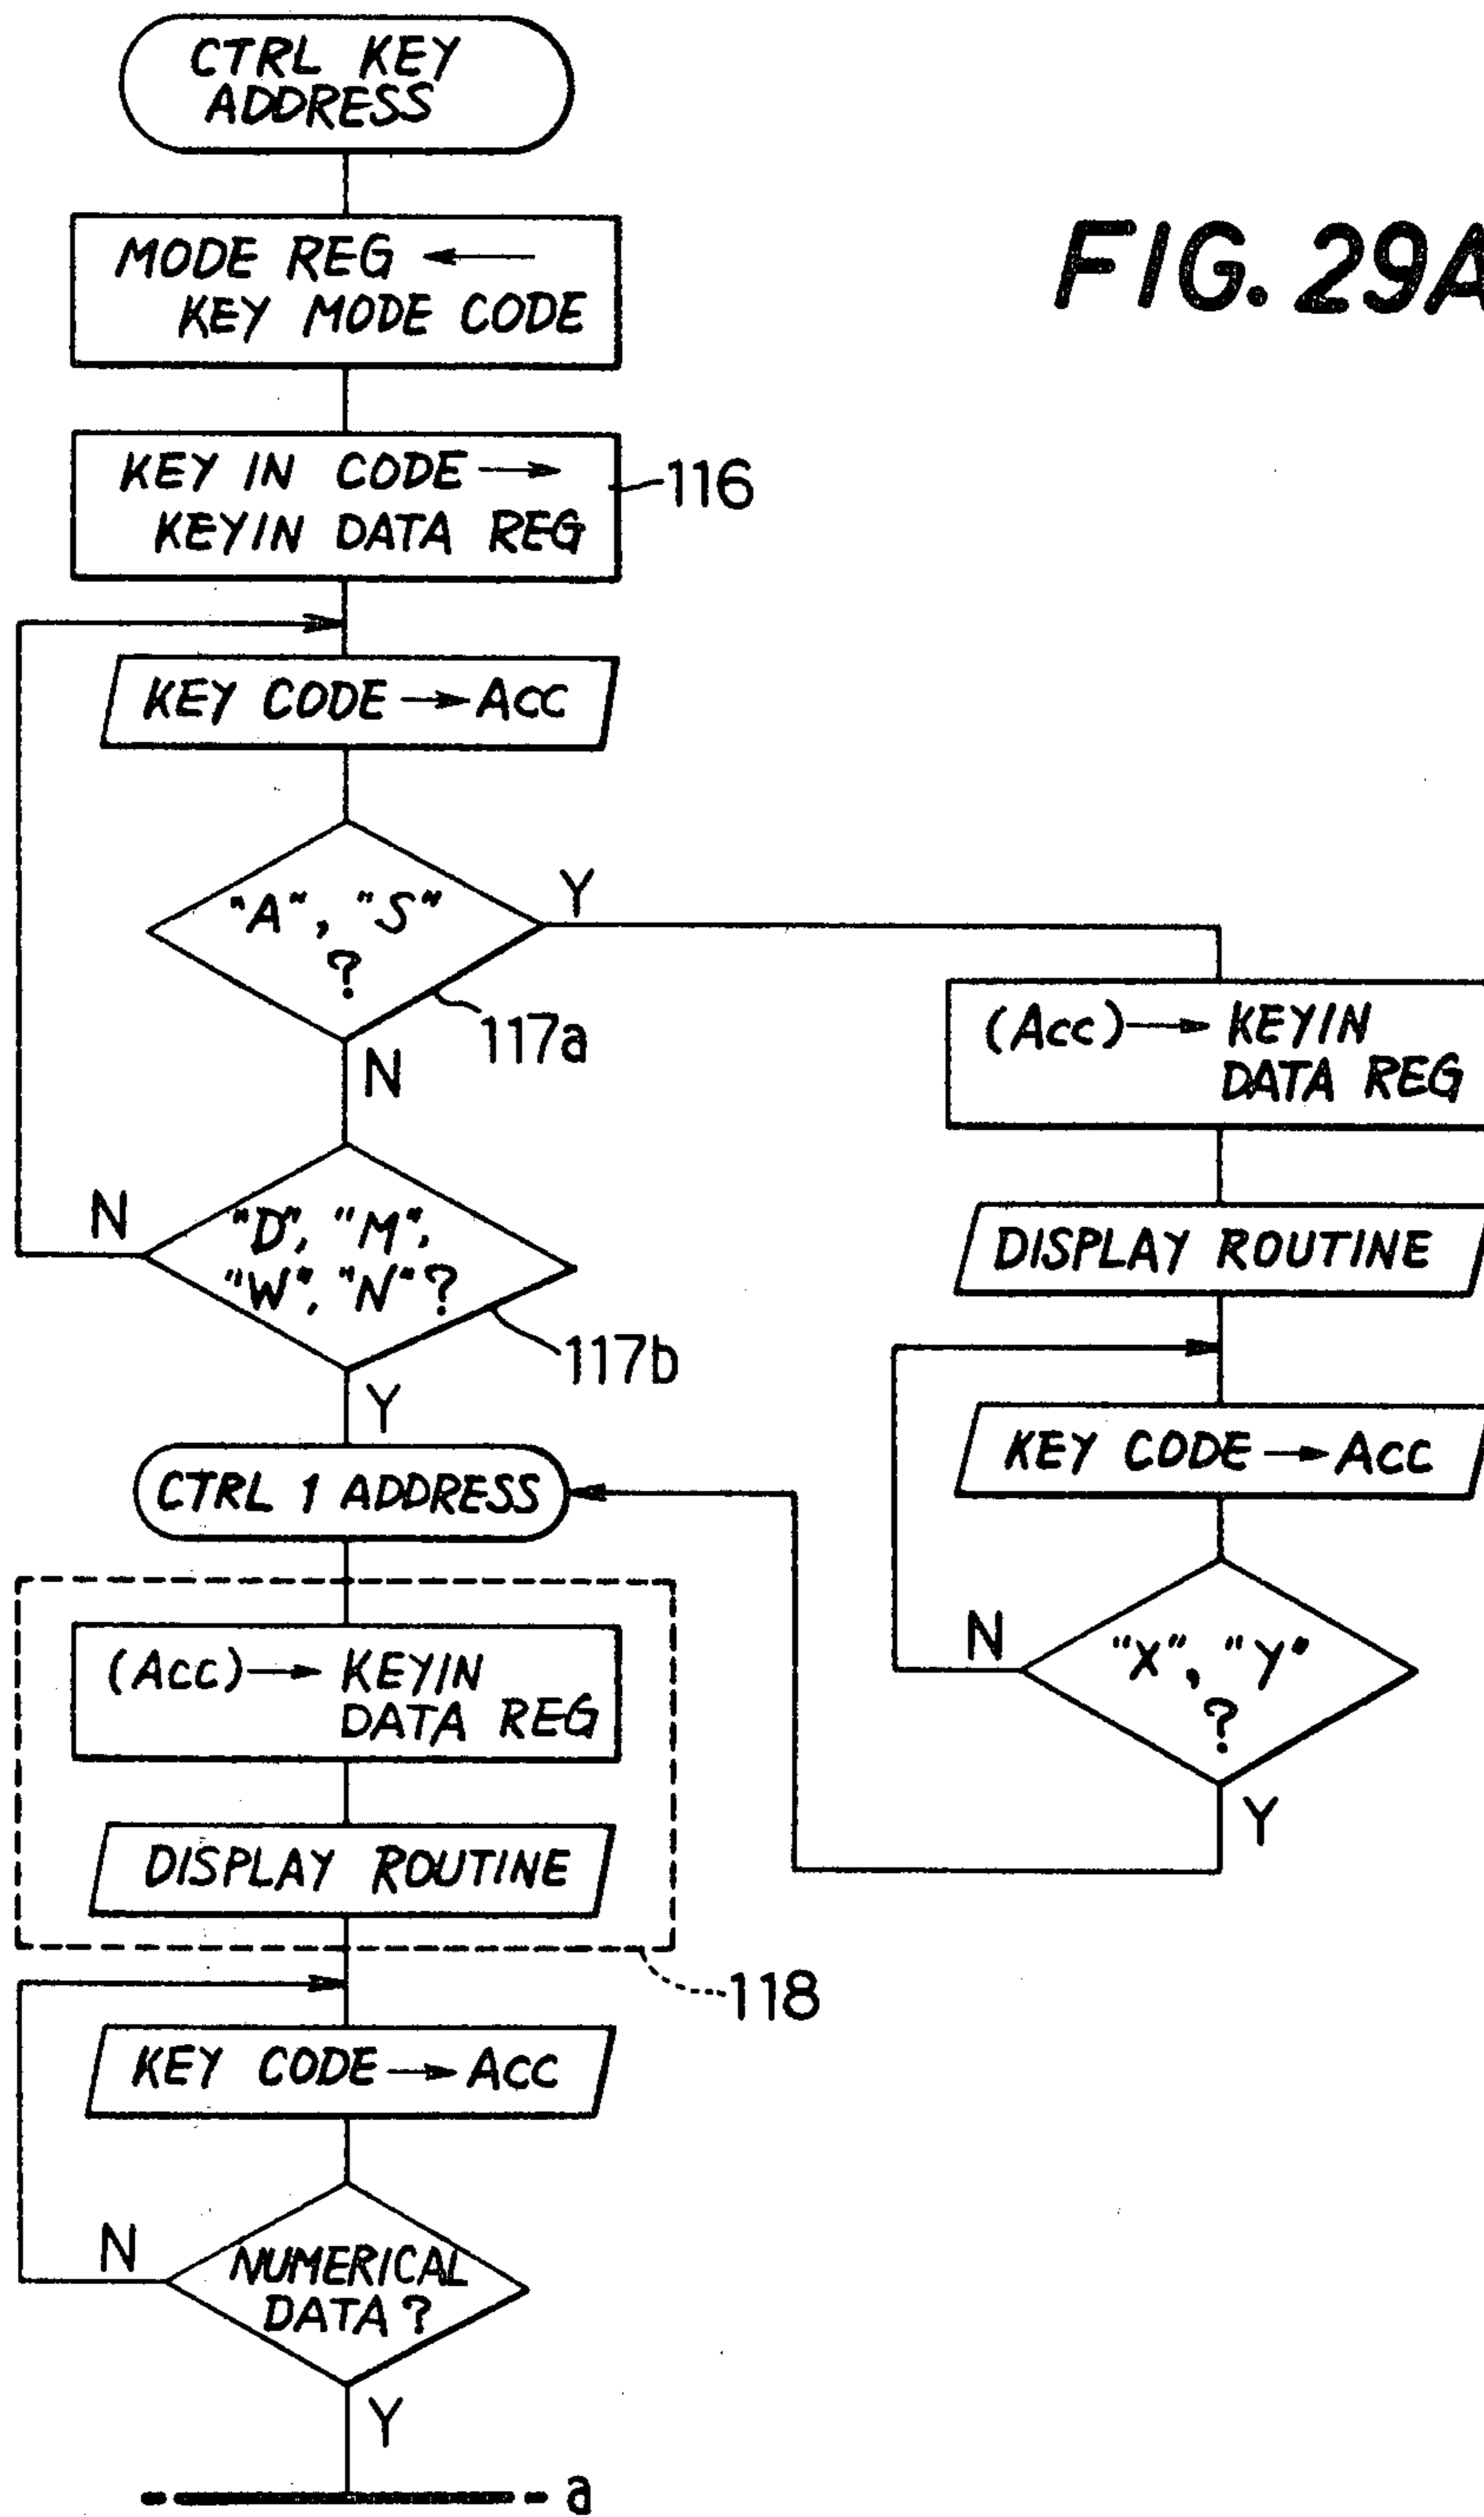 CTRL KEY
ADDRESS
FIG. 29A
MODE REG ←
KEY MODE CODE
KEY IN CODE →
KEYIN DATA REG
116
KEY CODE → ACC
"A", "S"
?
Y
117a
N
(ACC) → KEYIN
DATA REG
"D", "M",
"W", "N"?
N
117b
Y
DISPLAY ROUTINE
KEY CODE → ACC
CTRL 1 ADDRESS
"X", "Y"
?
N
Y
(ACC) → KEYIN
DATA REG
DISPLAY ROUTINE
118
KEY CODE → ACC
NUMERICAL
DATA?
N
Y
a